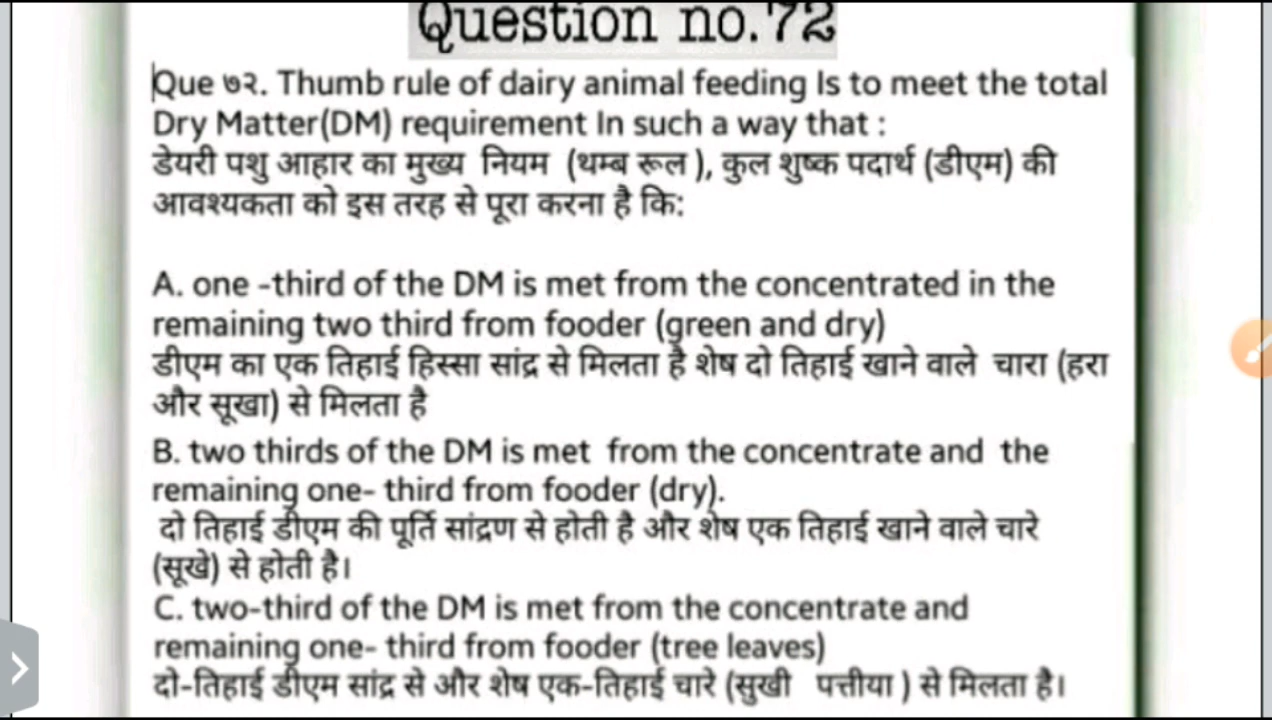 Question no.72
Que ७२. Thumb rule of dairy animal feeding Is to meet the total
Dry Matter(DM) requirement In such a way that :
डेयरी पशु आहार का मुख्य नियम (थम्ब रूल ), कुल शुष्क पदार्थ (डीएम) की
आवश्यकता को इस तरह से पूरा करना है कि:
A. one -third of the DM is met from the concentrated in the
remaining two third from fooder (green and dry)
डीएम का एक तिहाई हिस्सा सांद्र से मिलता है शेष दो तिहाई खाने वाले चारा (हरा
और सूखा) से मिलता है
B. two thirds of the DM is met from the concentrate and the
remaining one- third from fooder (dry).
दो तिहाई डीएम की पूर्ति सांद्रण से होती है और शेष एक तिहाई खाने वाले चारे
(सूखे) से होती है।
C. two-third of the DM is met from the concentrate and
remaining one- third from fooder (tree leaves)
दो-तिहाई डीएम सांद्र से और शेष एक-तिहाई चारे (सुखी पत्तीया ) से मिलता है।